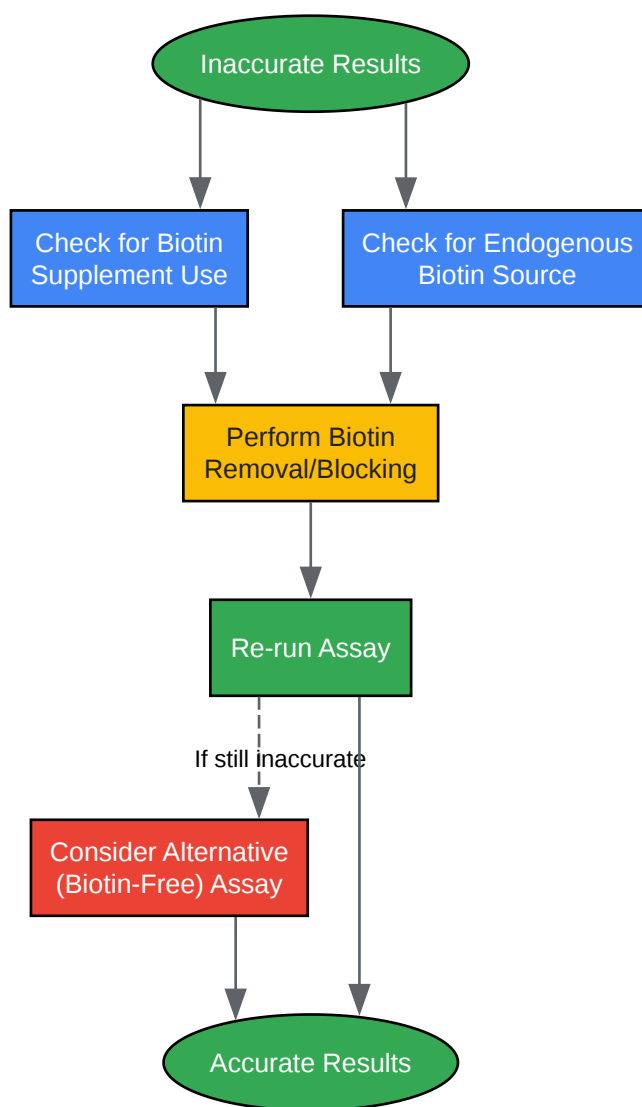 Inaccurate Results
Check for Biotin
Supplement Use
Check for Endogenous
Biotin Source
Perform Biotin
Removal/Blocking
Re-run Assay
If still inaccurate
Consider Alternative
(Biotin-Free) Assay
Accurate Results